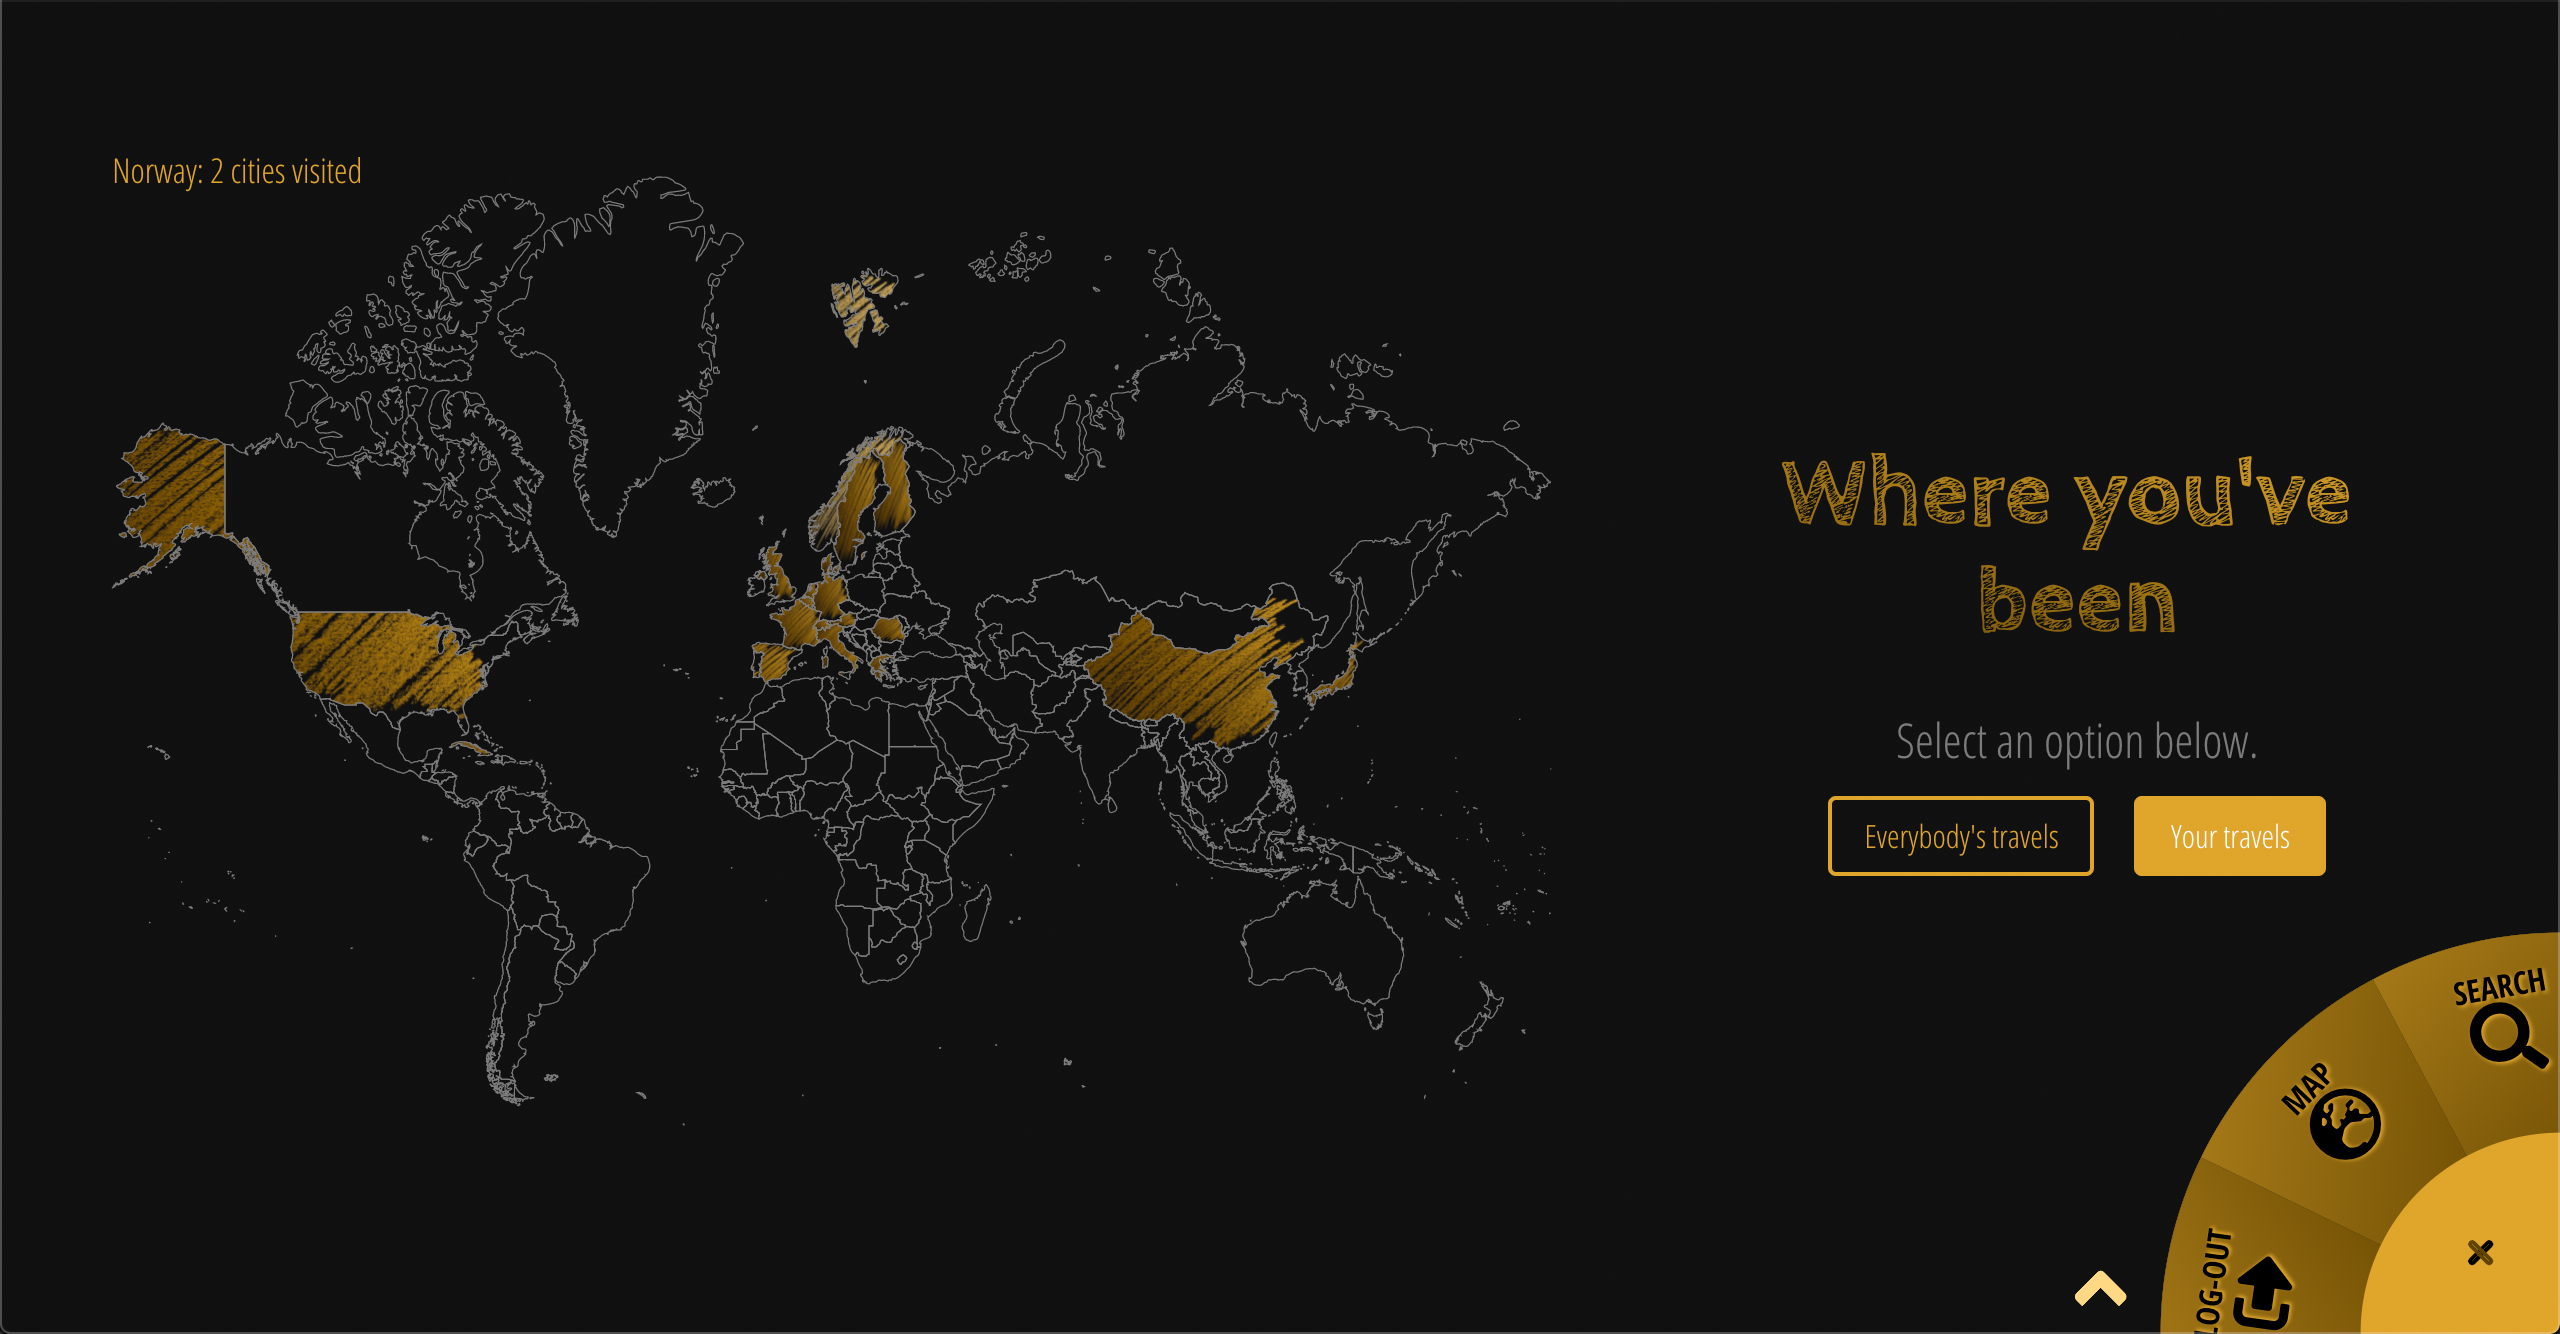 Norway: 2 cities visited
Where you've
been
Select an option below.
Everybody's travels
Your travels
SEARCH
MAP
LOG-OUT